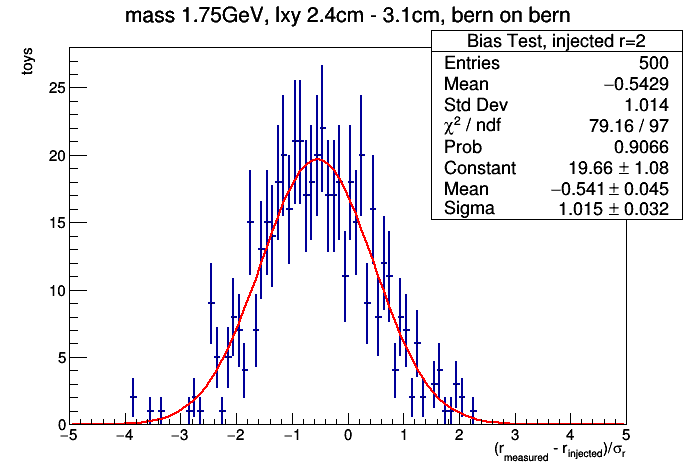 mass 1.75GeV, lxy 2.4cm - 3.1cm, bern on bern
toys
Bias Test, injected r=2
Entries 500
Mean −0.5429
Std Dev 1.014
χ² / ndf 79.16 / 97
Prob 0.9066
Constant 19.66 ± 1.08
Mean −0.541 ± 0.045
Sigma 1.015 ± 0.032
25
20
15
10
5
0
−5 −4 −3 −2 −1 0 1 2 3 4 5
(r_measured - r_injected)/σ_r